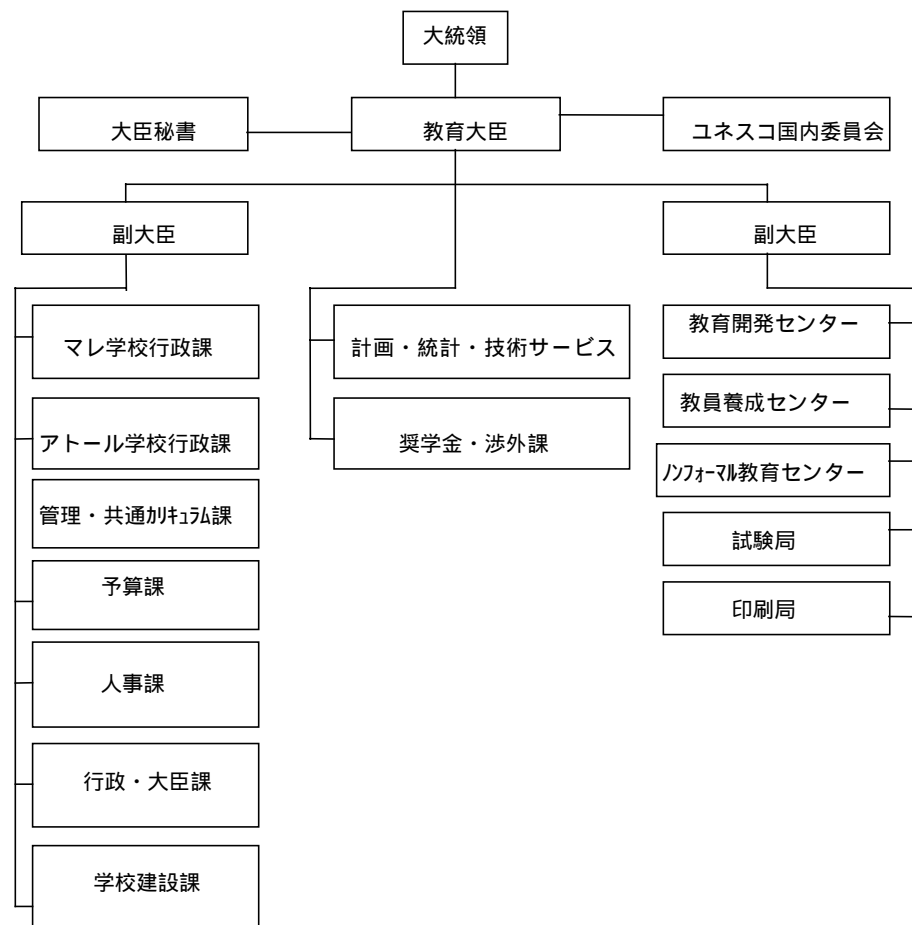 大統領
大臣秘書
教育大臣
ユネスコ国内委員会
副大臣
副大臣
マレ学校行政課
アトール学校行政課
管理・共通ｶﾘｷｭﾗﾑ課
予算課
人事課
行政・大臣課
学校建設課
計画・統計・技術サービス
奨学金・渉外課
教育開発センター
教員養成センター
ﾉﾝﾌｫｰﾏﾙ教育センター
試験局
印刷局